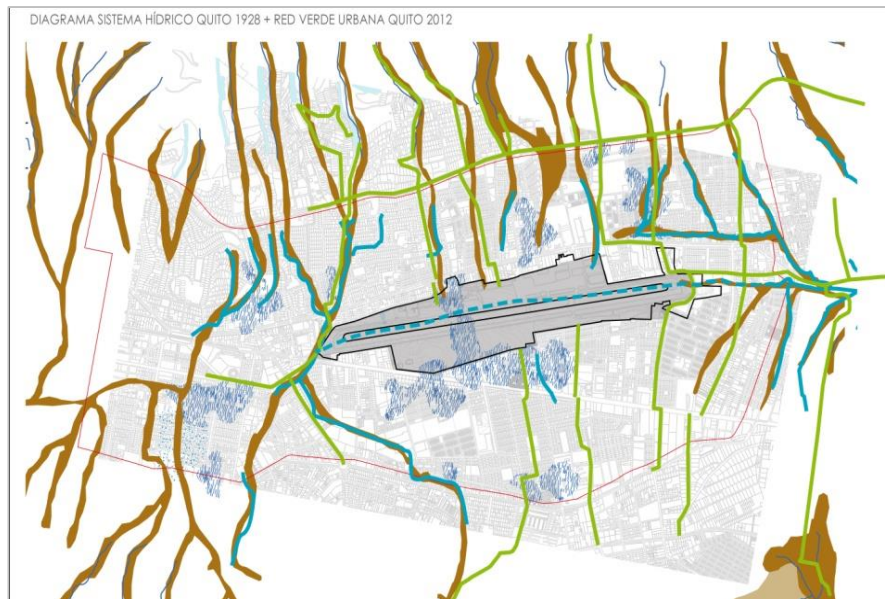 DIAGRAMA SISTEMA HÍDRICO QUITO 1928 + RED VERDE URBANA QUITO 2012